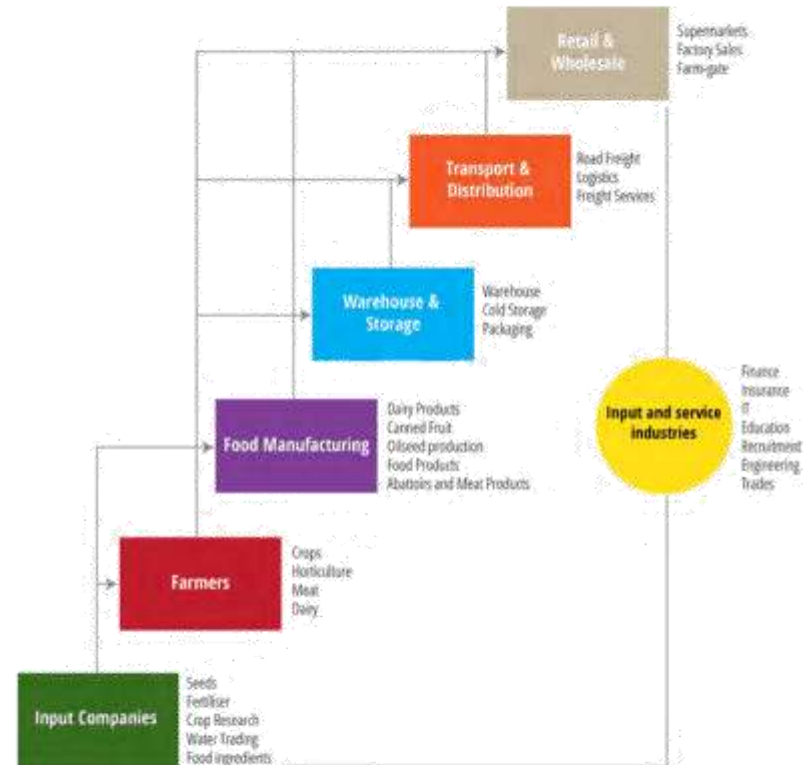 Retail &
Wholesale
Supermarkets
Factory Sales
Farm-gate
Transport &
Distribution
Road Freight
Logistics
Freight Services
Warehouse &
Storage
Warehouse
Cold Storage
Packaging
Input and service
industries
Finance
Insurance
IT
Education
Recruitment
Engineering
Trades
Food Manufacturing
Dairy Products
Canned Fruit
Oilseed production
Food Products
Abattoirs and Meat Products
Farmers
Crops
Horticulture
Meat
Dairy
Input Companies
Seeds
Fertiliser
Crop Research
Water Trading
Food ingredients